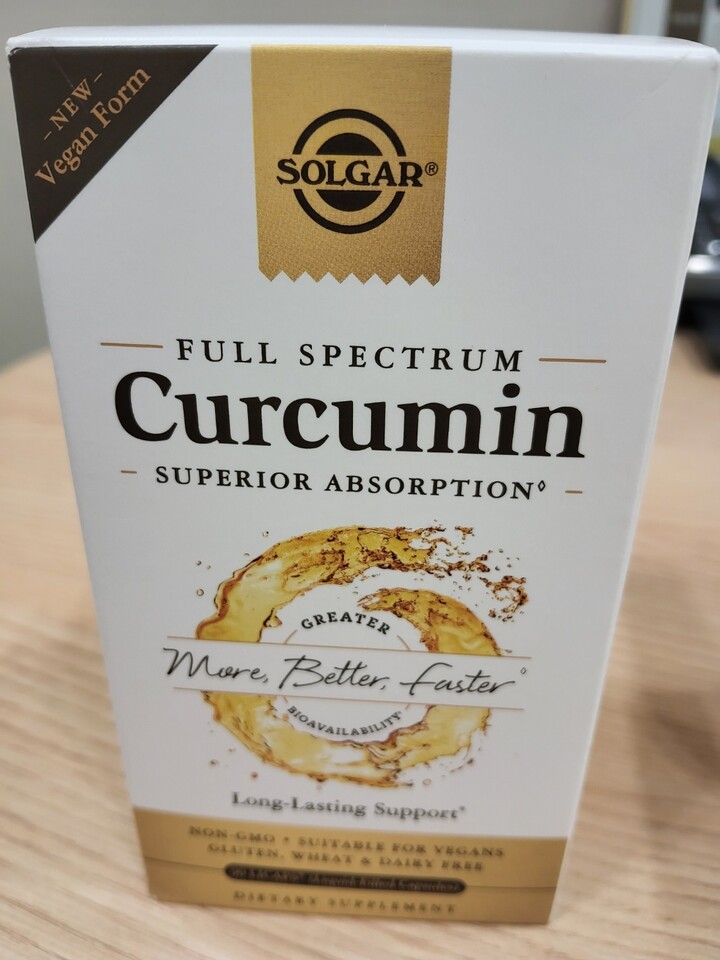 - NEW -
Vegan Form
SOLGAR®
FULL SPECTRUM
Curcumin
SUPERIOR ABSORPTION◊
GREATER
More, Better, Faster°
BIOAVAILABILITY*
Long-Lasting Support*
NON-GMO • SUITABLE FOR VEGANS
GLUTEN, WHEAT & DAIRY FREE
DIETARY SUPPLEMENT